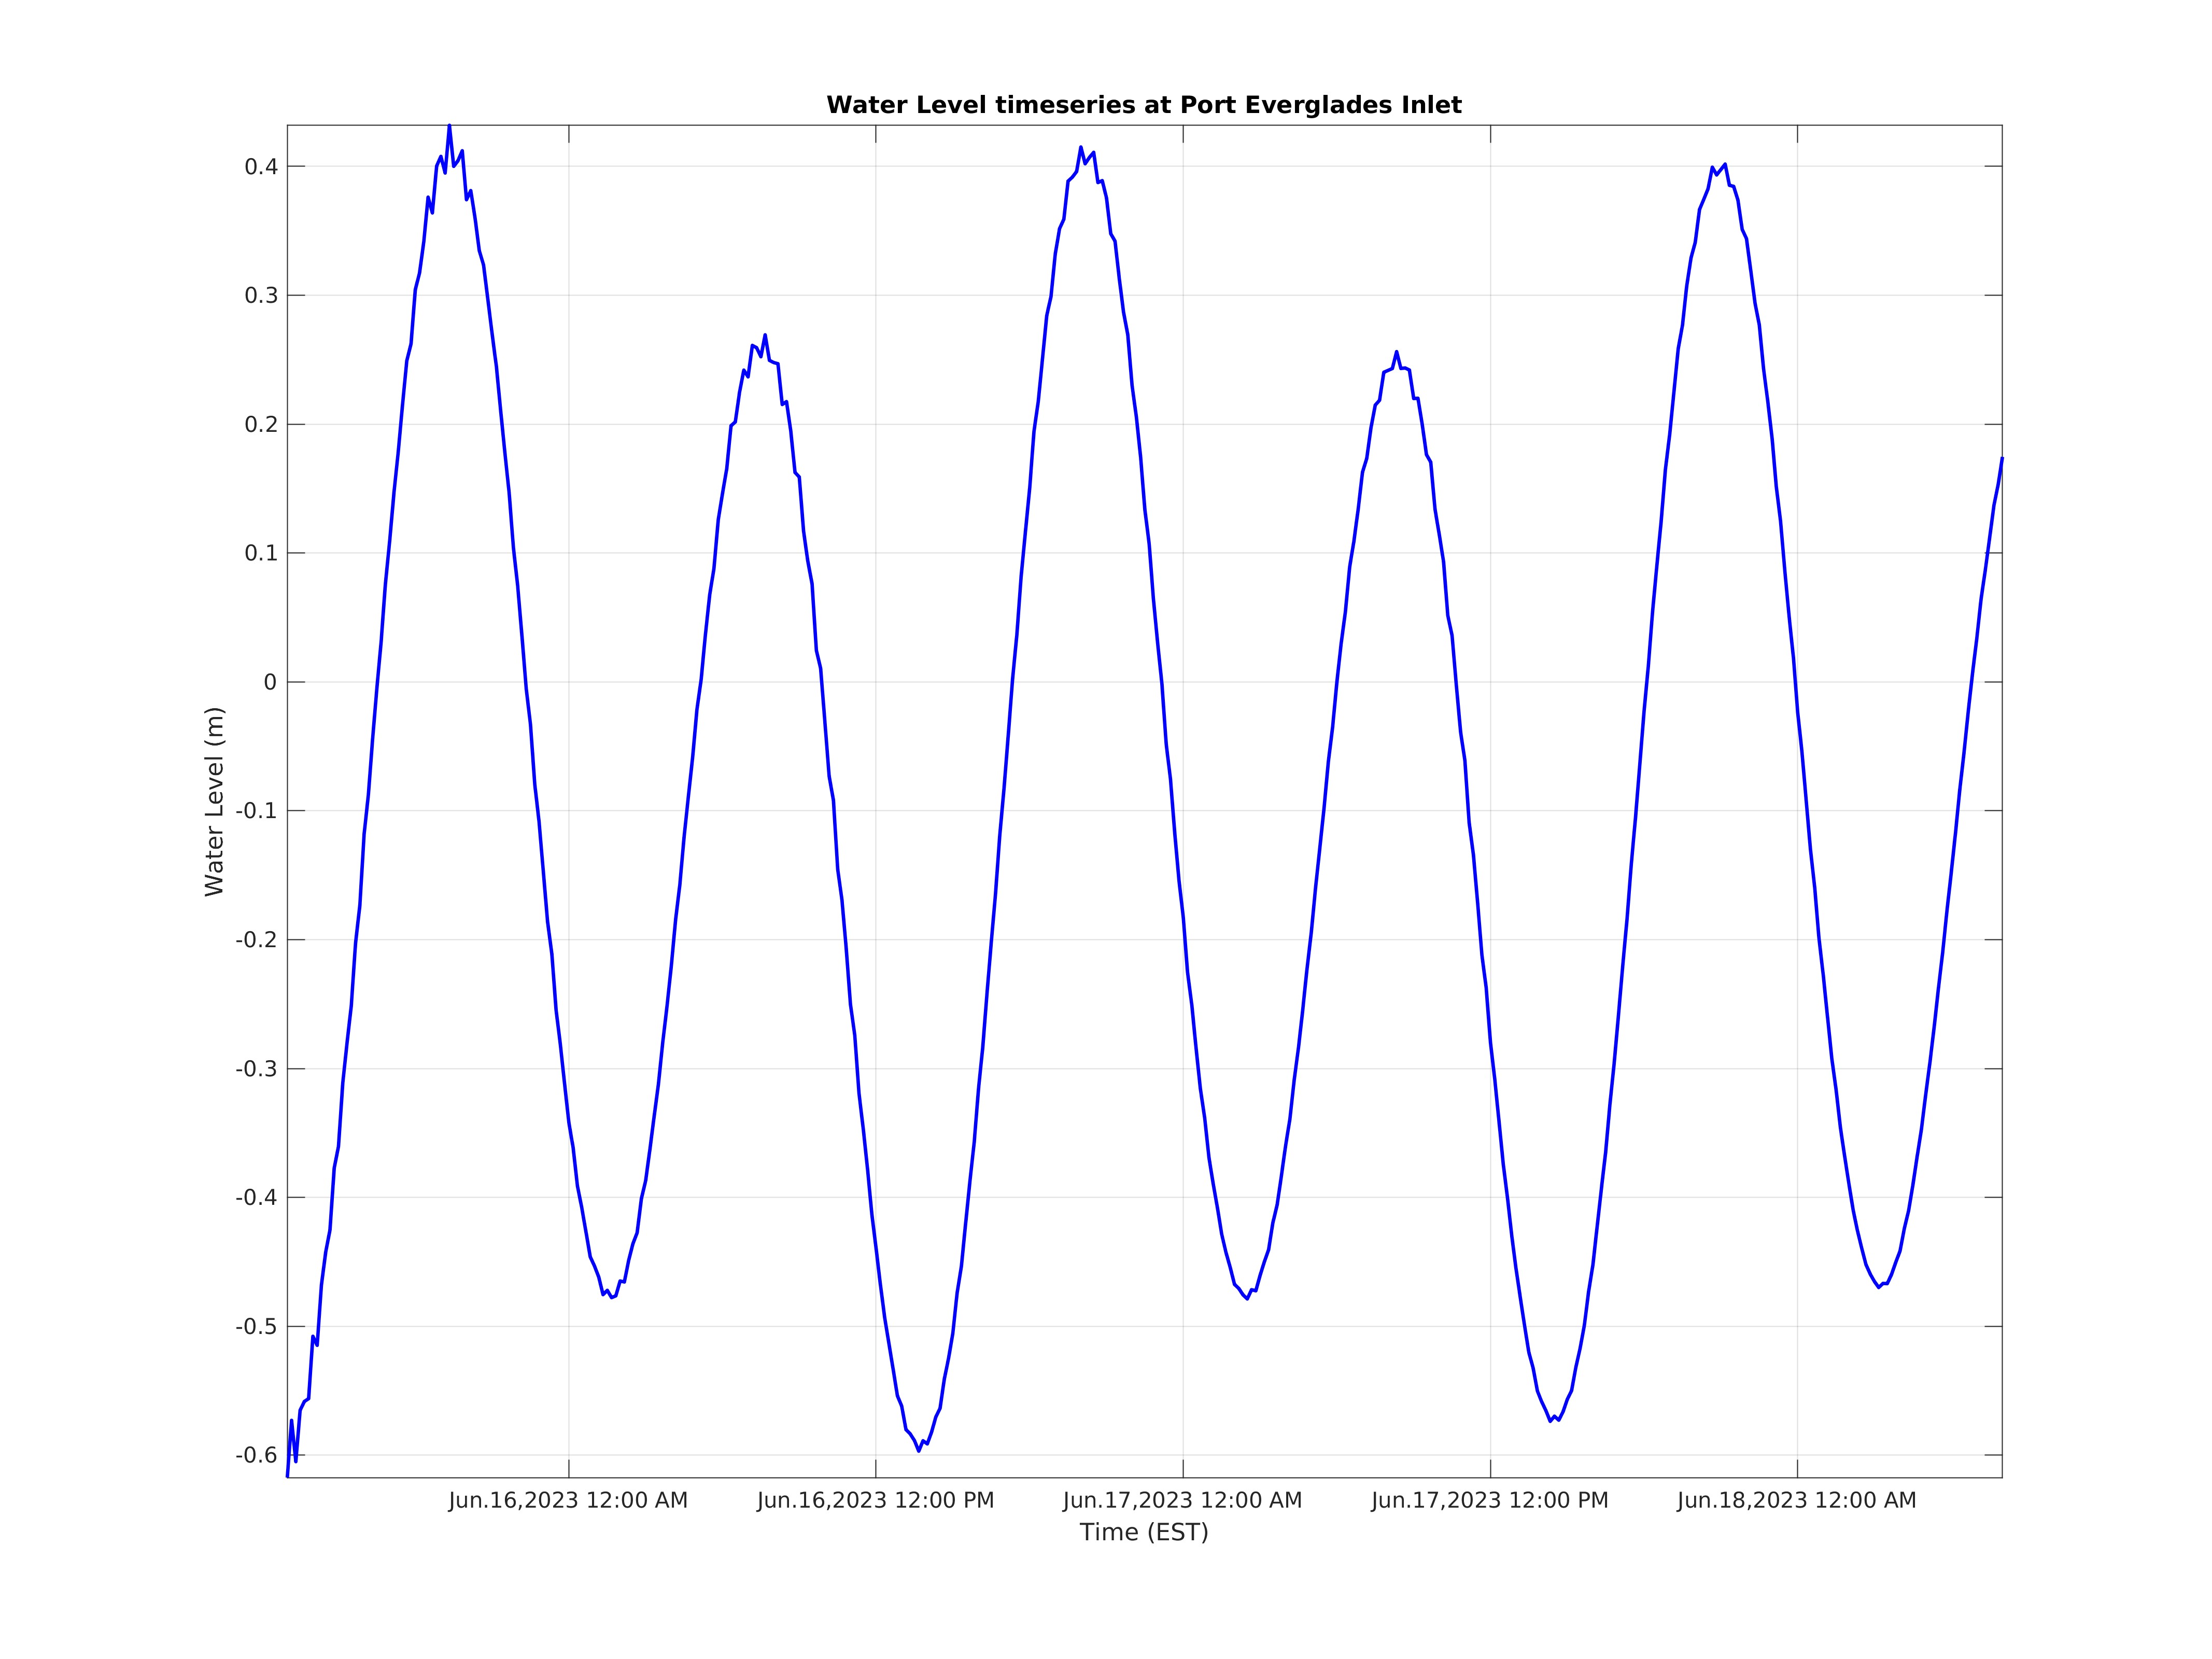 Water Level timeseries at Port Everglades Inlet
0.4
0.3
0.2
0.1
0
-0.1
-0.2
-0.3
-0.4
-0.5
-0.6
Water Level (m)
Jun.16,2023 12:00 AM
Jun.16,2023 12:00 PM
Jun.17,2023 12:00 AM
Jun.17,2023 12:00 PM
Jun.18,2023 12:00 AM
Time (EST)